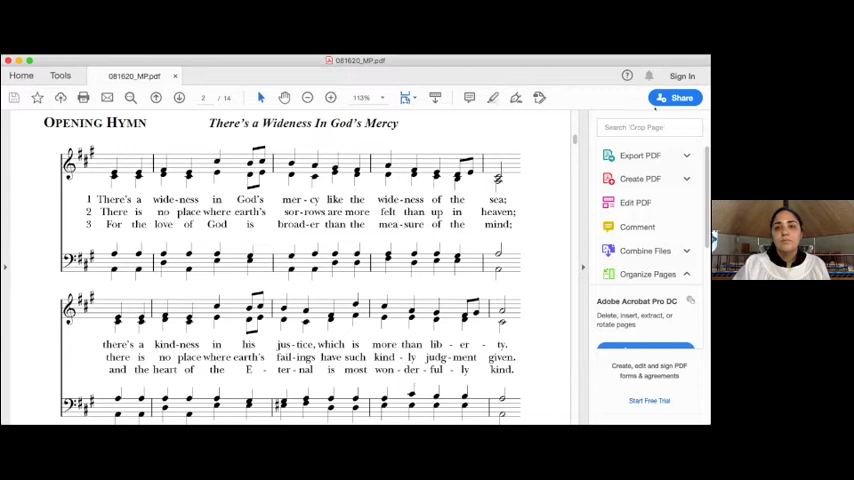 081620_MP.pdf
Home Tools 081620_MP.pdf × Sign In
2 / 14 113% Share
OPENING HYMN There's a Wideness In God's Mercy
1 There's a wide-ness in God's mer-cy like the wide-ness of the sea;
2 There is no place where earth's sor-rows are more felt than up in heaven;
3 For the love of God is broad-er than the mea-sure of the mind;
there's a kind-ness in his jus-tice, which is more than lib-er-ty.
there is no place where earth's fail-ings have such kind-ly judg-ment given.
and the heart of the E-ter-nal is most won-der-ful-ly kind.
Search 'Crop Page'
Export PDF
Create PDF
Edit PDF
Comment
Combine Files
Organize Pages
Adobe Acrobat Pro DC
Delete, insert, extract, or
rotate pages
Create, edit and sign PDF
forms & agreements
Start Free Trial